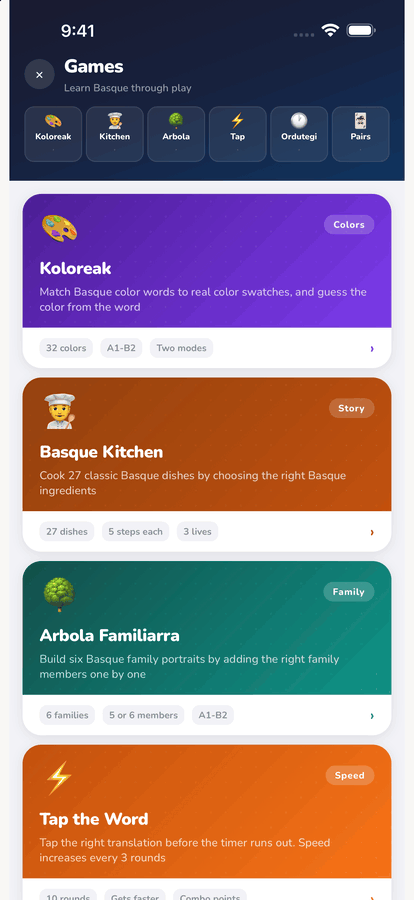 9:41
Games
Learn Basque through play
Koloreak
Kitchen
Arbola
Tap
Ordutegi
Pairs
Colors
Koloreak
Match Basque color words to real color swatches, and guess the
color from the word
32 colors
A1-B2
Two modes
Story
Basque Kitchen
Cook 27 classic Basque dishes by choosing the right Basque
ingredients
27 dishes
5 steps each
3 lives
Family
Arbola Familiarra
Build six Basque family portraits by adding the right family
members one by one
6 families
5 or 6 members
A1-B2
Speed
Tap the Word
Tap the right translation before the timer runs out. Speed
increases every 3 rounds
10 rounds
Gets faster
Combo points